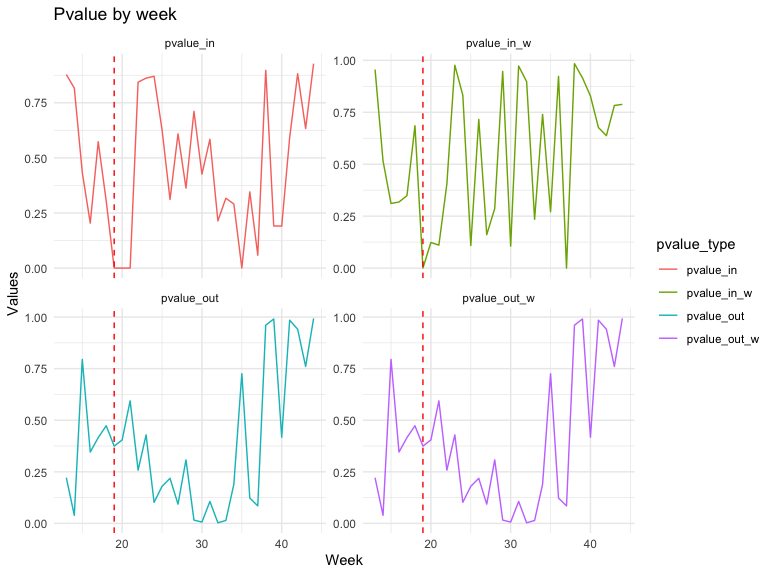 Pvalue by week
pvalue_in
pvalue_in_w
0.75
0.50
0.25
0.00
1.00
0.75
0.50
0.25
0.00
pvalue_out
pvalue_out_w
1.00
0.75
0.50
0.25
0.00
1.00
0.75
0.50
0.25
0.00
20
30
40
20
30
40
Week
Values
pvalue_type
pvalue_in
pvalue_in_w
pvalue_out
pvalue_out_w